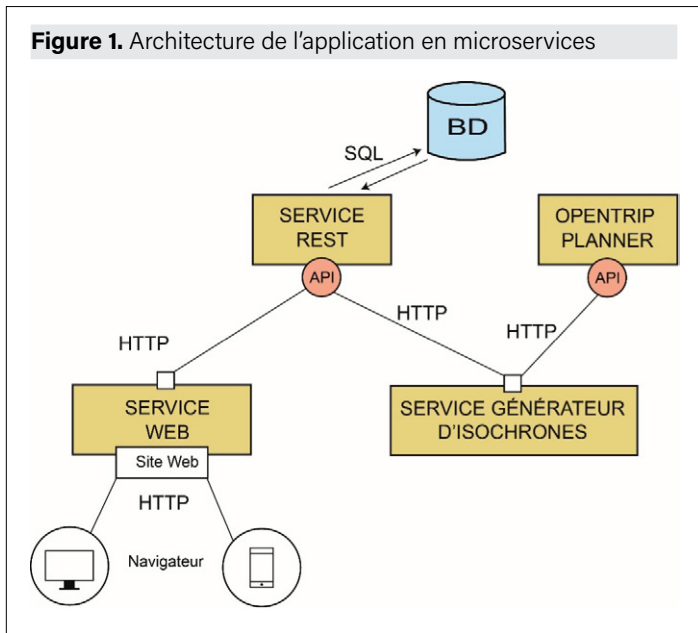 Figure 1. Architecture de l'application en microservices
BD
SQL
SERVICE
REST
API
OPENTRIP
PLANNER
API
HTTP
HTTP
HTTP
SERVICE
WEB
Site Web
SERVICE GÉNÉRATEUR
D'ISOCHRONES
HTTP
Navigateur